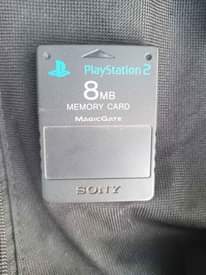 PlayStation 2
8MB
MEMORY CARD
MAGICGATE
SONY